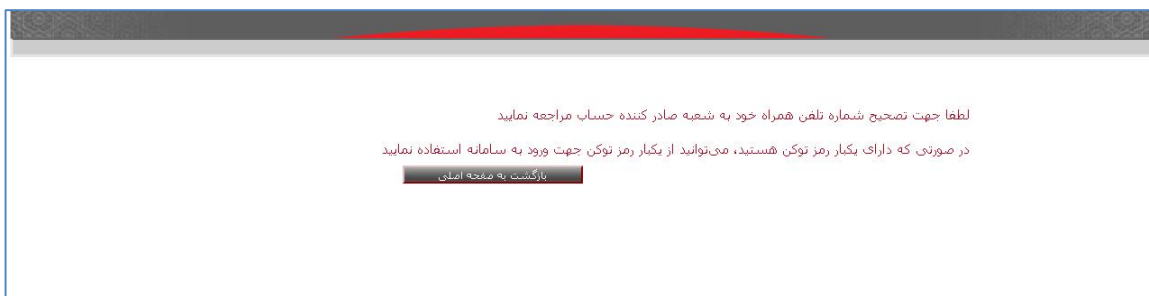 لطفا جهت تصحیح شماره تلفن همراه خود به شعبه صادر کننده حساب مراجعه نمایید
در صورتی که دارای یکبار رمز توکن هستید، می‌توانید از یکبار رمز توکن جهت ورود به سامانه استفاده نمایید
بازگشت به صفحه اصلی